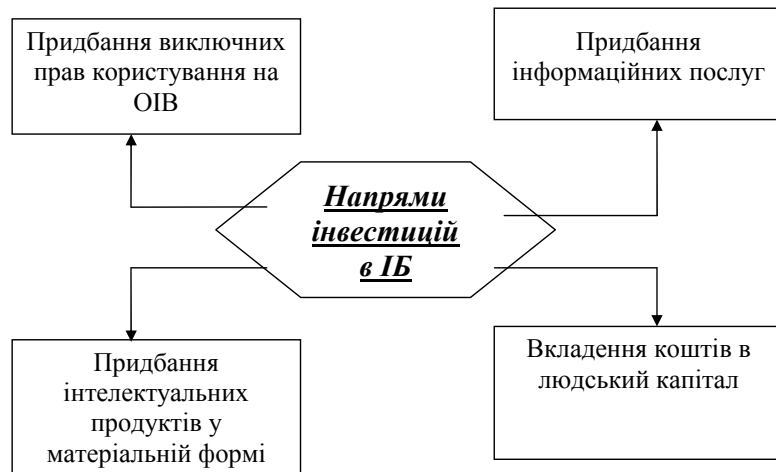 Придбання виключних
прав користування на
ОІВ
Придбання
інформаційних послуг
Напрями
інвестицій
в ІБ
Придбання
інтелектуальних
продуктів у
матеріальній формі
Вкладення коштів в
людський капітал